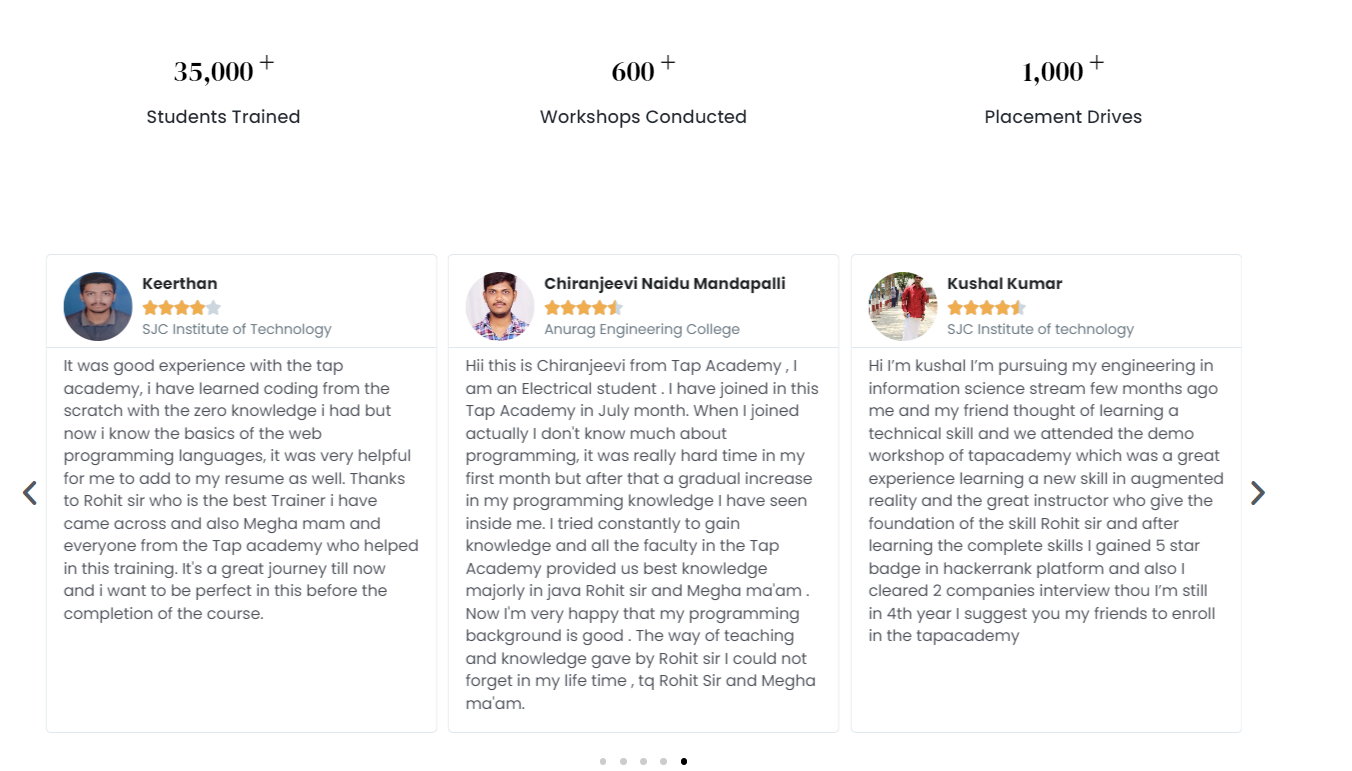 35,000 +
600 +
1,000 +
Students Trained
Workshops Conducted
Placement Drives
Keerthan
SJC Institute of Technology
It was good experience with the tap
academy, i have learned coding from the
scratch with the zero knowledge i had but
now i know the basics of the web
programming languages, it was very helpful
for me to add to my resume as well. Thanks
to Rohit sir who is the best Trainer i have
came across and also Megha mam and
everyone from the Tap academy who helped
in this training. It's a great journey till now
and i want to be perfect in this before the
completion of the course.
Chiranjeevi Naidu Mandapalli
Anurag Engineering College
Hii this is Chiranjeevi from Tap Academy , I
am an Electrical student . I have joined in this
Tap Academy in July month. When I joined
actually I don't know much about
programming, it was really hard time in my
first month but after that a gradual increase
in my programming knowledge I have seen
inside me. I tried constantly to gain
knowledge and all the faculty in the Tap
Academy provided us best knowledge
majorly in java Rohit sir and Megha ma'am .
Now I'm very happy that my programming
background is good . The way of teaching
and knowledge gave by Rohit sir I could not
forget in my life time , tq Rohit Sir and Megha
ma'am.
Kushal Kumar
SJC Institute of technology
Hi I'm kushal I'm pursuing my engineering in
information science stream few months ago
me and my friend thought of learning a
technical skill and we attended the demo
workshop of tapacademy which was a great
experience learning a new skill in augmented
reality and the great instructor who give the
foundation of the skill Rohit sir and after
learning the complete skills I gained 5 star
badge in hackerrank platform and also I
cleared 2 companies interview thou I'm still
in 4th year I suggest you my friends to enroll
in the tapacademy